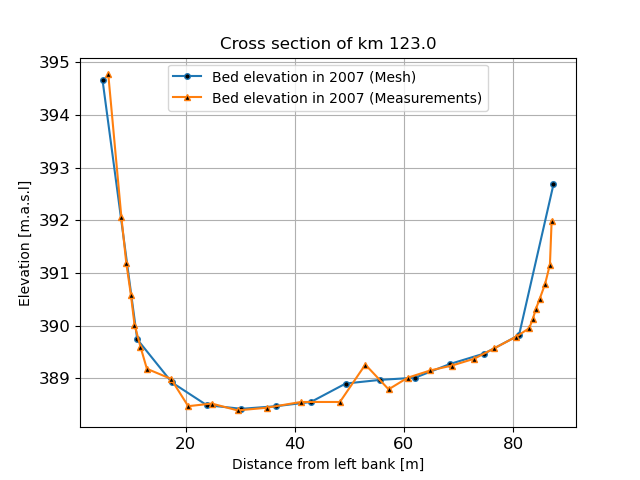 Cross section of km 123.0
Bed elevation in 2007 (Mesh)
Bed elevation in 2007 (Measurements)
395
394
393
392
391
390
389
Elevation [m.a.s.l]
20 40 60 80
Distance from left bank [m]